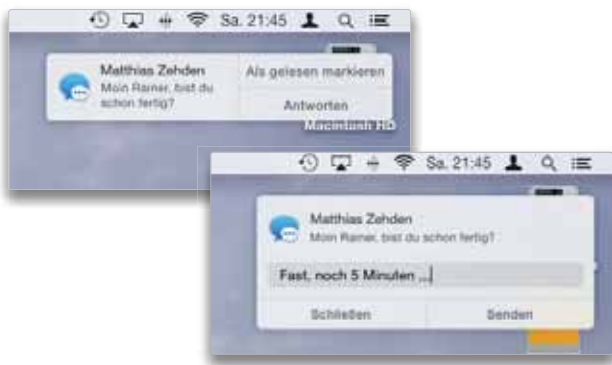 Sa. 21:45
Matthias Zehden
Moin Rainer, bist du
schon fertig?
Als gelesen markieren
Antworten
Macintosh HD
Sa. 21:45
Matthias Zehden
Moin Rainer, bist du schon fertig?
Fast, noch 5 Minuten ...
Schließen
Senden